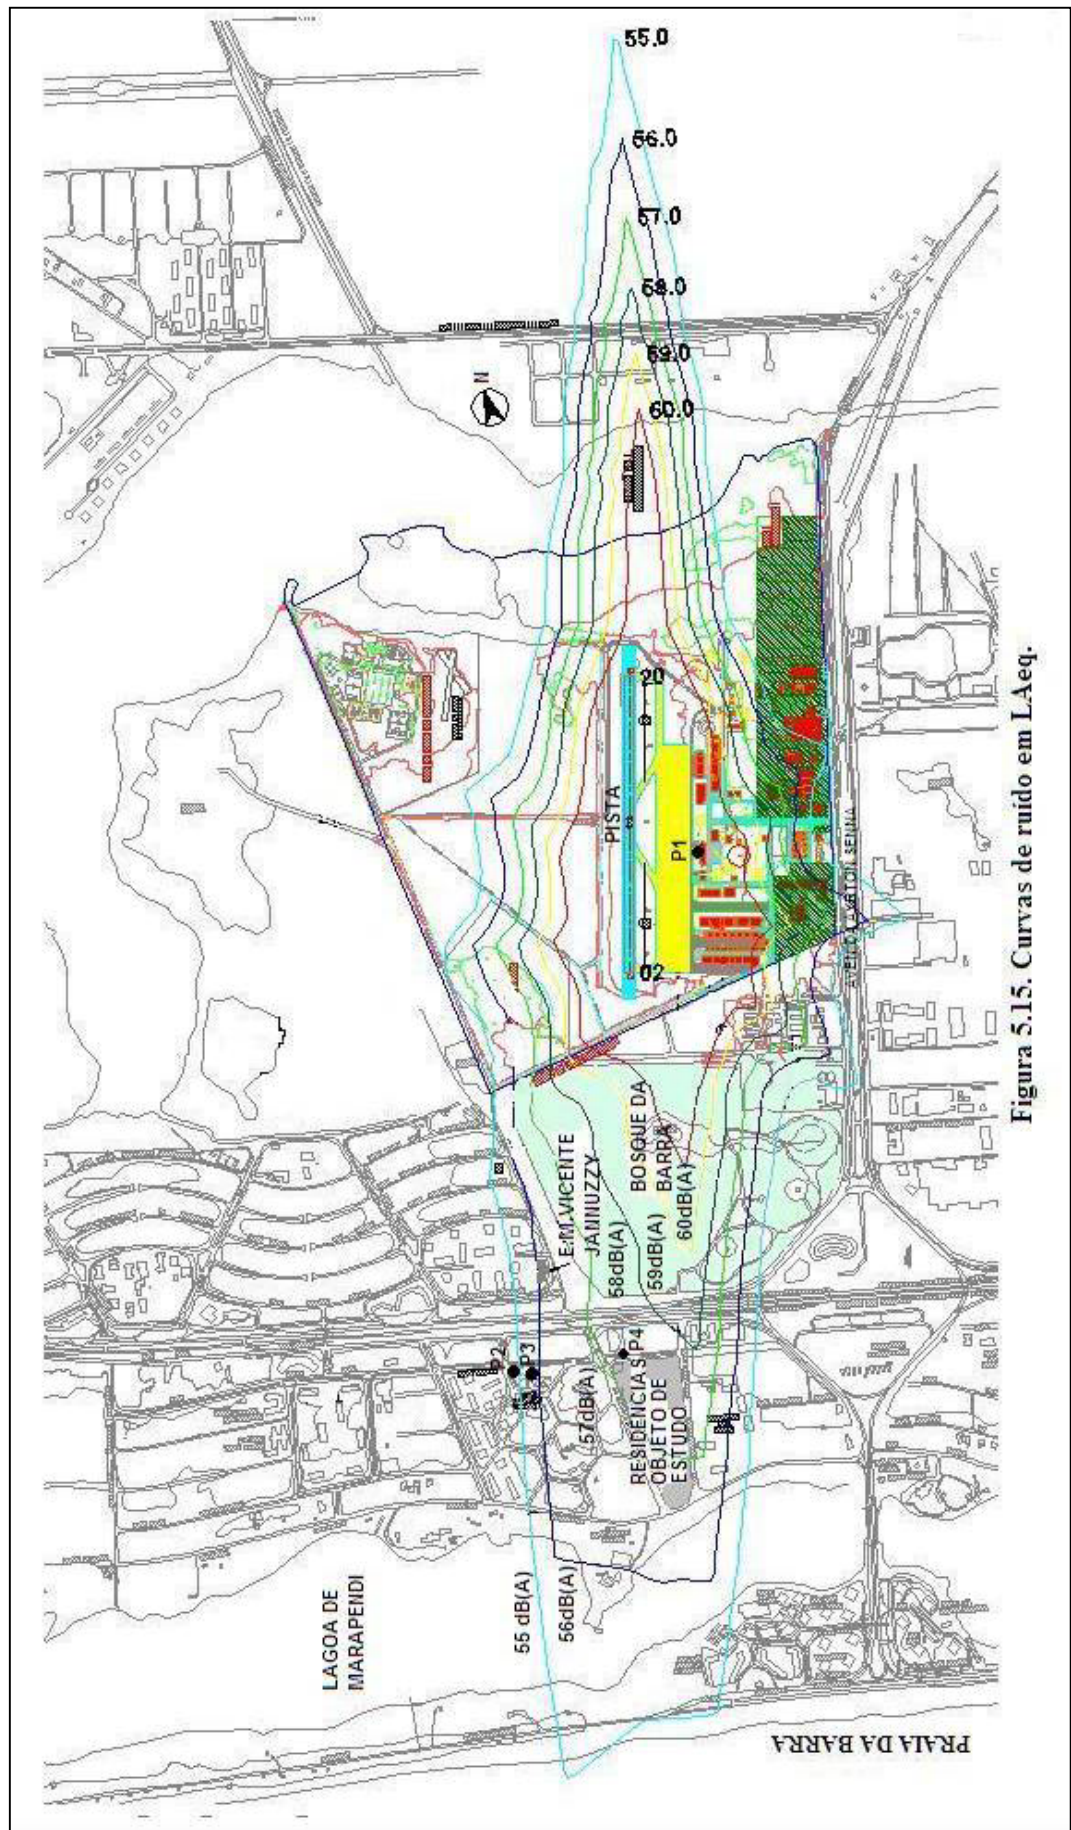 55.0
56.0
57.0
58.0
59.0
60.0
N
PISTA
20
02
P1
AVENIDA AYRTON SENNA
BOSQUE DA
BARRA
E.M.VICENTE
JANNUZZY
58dB(A)
59dB(A)
60dB(A)
P2
P3
RESIDÊNCIAS P4
OBJETO DE
ESTUDO
57dB(A)
55 dB(A)
56dB(A)
LAGOA DE
MARAPENDI
PRAIA DA BARRA
Figura 5.15. Curvas de ruído em LAeq.